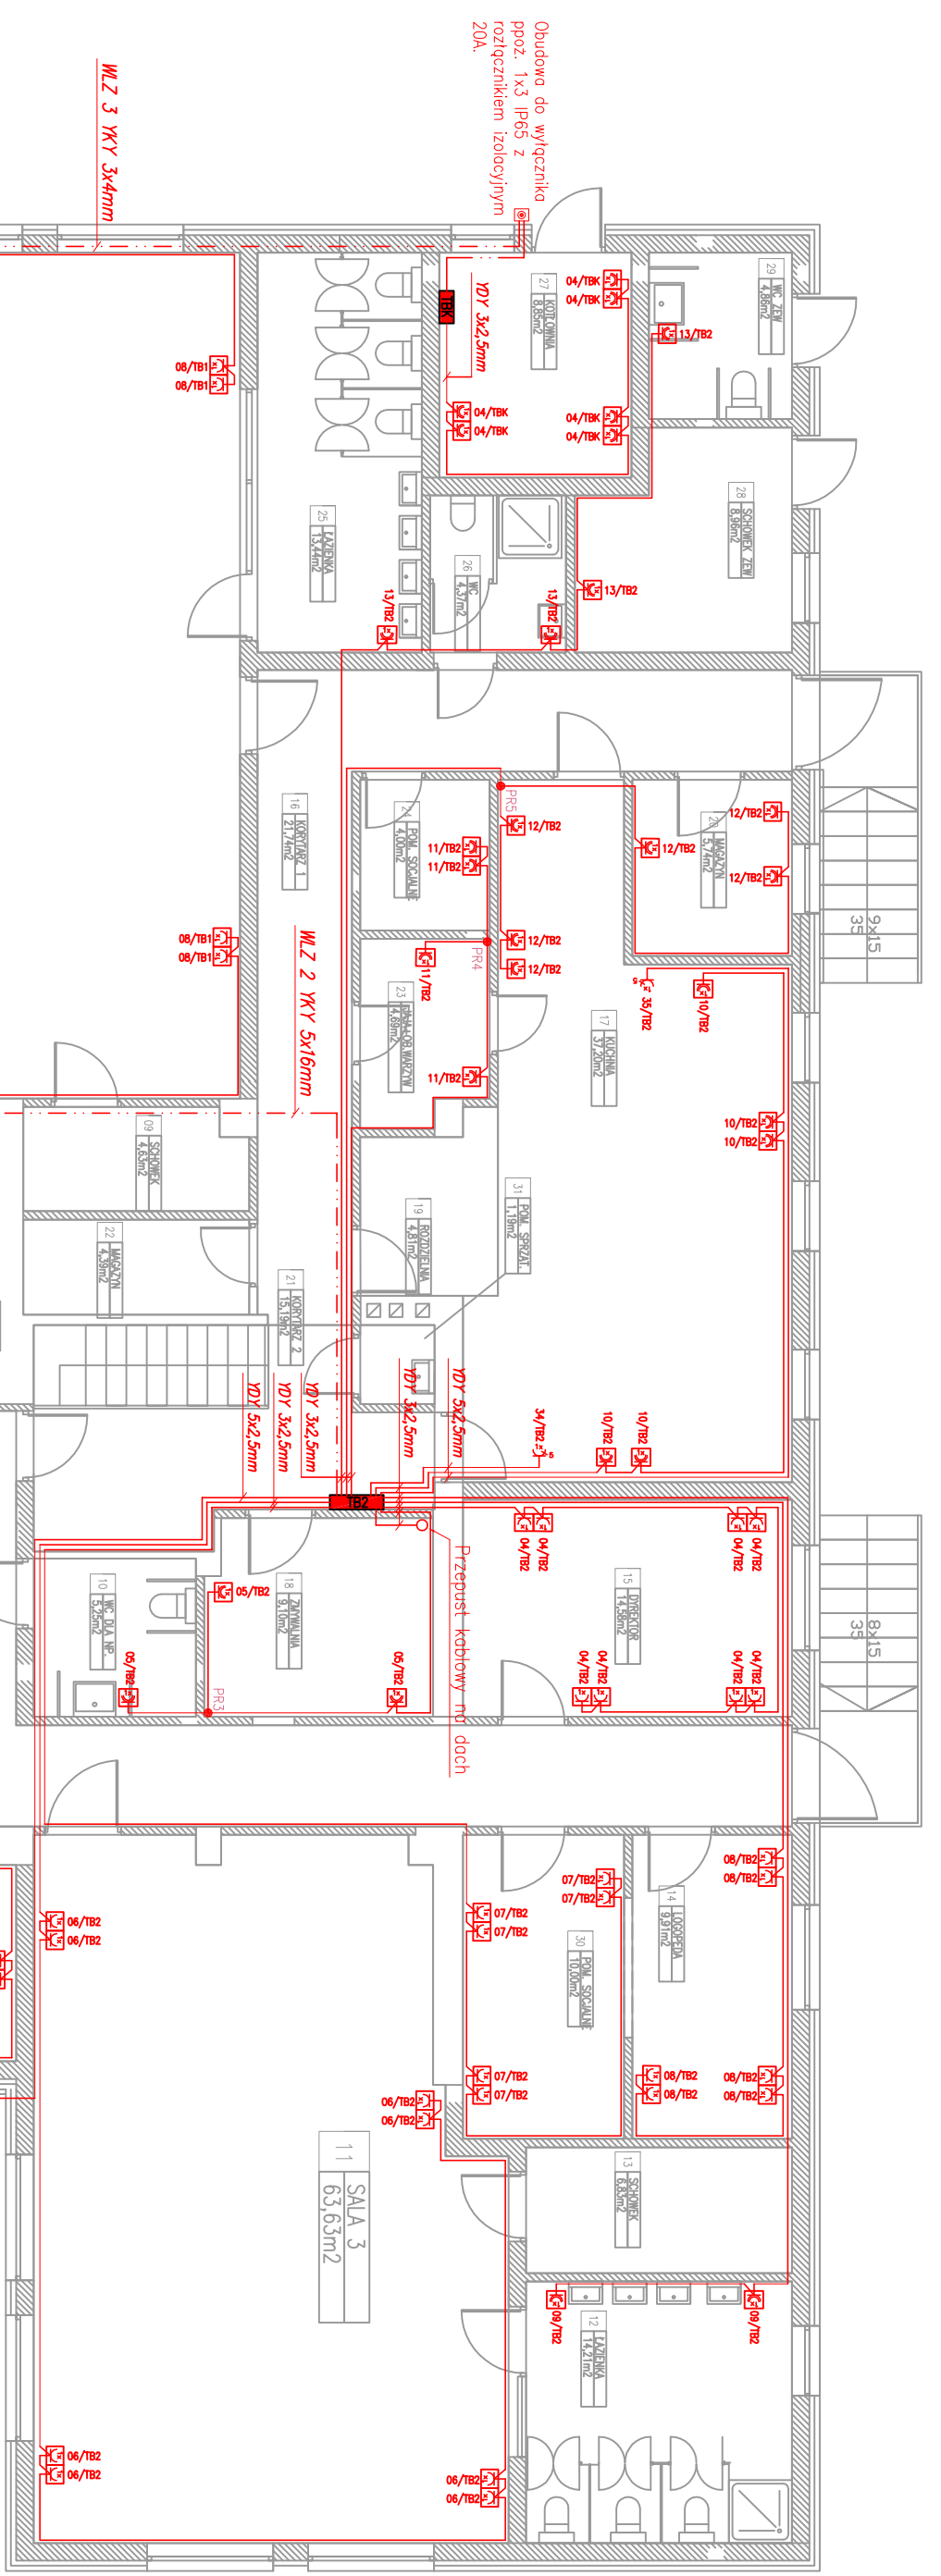 Obudowa do wyłącznika
ppoż. 1x3 IP65 z
rozłącznikiem izolacyjnym
20A.
WLZ 3 YKY 3x4mm
29 WC ZEW
4,86m2
13/TB2
27 KOTŁOWNIA
8,85m2
04/TBK
04/TBK
04/TBK
04/TBK
04/TBK
04/TBK
TBK
YDY 3x2,5mm
28 SCHOWEK ZEW
8,96m2
13/TB2
26 WC
4,37m2
13/TB2
25 ŁAZIENKA
13,44m2
13/TB2
08/TB1
08/TB1
9x15
35
MAGAZYN
5,74m2
12/TB2
12/TB2
12/TB2
PR5
12/TB2
12/TB2
12/TB2
24 POM. SOCJALNE
4,00m2
11/TB2
11/TB2
PR4
11/TB2
11/TB2
23
4,69m2
16 KORYTARZ 1
21,74m2
08/TB1
08/TB1
WLZ 2 YKY 5x16mm
17 KUCHNIA
37,20m2
35/TB2
5
10/TB2
10/TB2
10/TB2
31 POM. SPRZĄT.
1,19m2
19 ROZDZIELNIA
4,81m2
09 SCHOWEK
4,63m2
22 MAGAZYN
4,39m2
21 KORYTARZ 2
15,19m2
YDY 5x2,5mm
YDY 3x2,5mm
YDY 3x2,5mm
YDY 3x2,5mm
YDY 5x2,5mm
34/TB2
5
10/TB2
10/TB2
TB2
Przepust kablowy na dach
8x15
35
15 DYREKTOR
14,58m2
04/TB2
04/TB2
04/TB2
04/TB2
04/TB2
04/TB2
04/TB2
04/TB2
18 ZMYWALNIA
9,10m2
05/TB2
05/TB2
PR3
10 WC DLA NP.
5,25m2
05/TB2
14 LOGOPEDA
9,91m2
08/TB2
08/TB2
08/TB2
08/TB2
08/TB2
08/TB2
30 POM. SOCJALNE
10,00m2
07/TB2
07/TB2
07/TB2
07/TB2
07/TB2
07/TB2
06/TB2
06/TB2
06/TB2
06/TB2
11 SALA 3
63,63m2
13 SCHOWEK
6,83m2
12 ŁAZIENKA
14,21m2
09/TB2
09/TB2
06/TB2
06/TB2
06/TB2
06/TB2